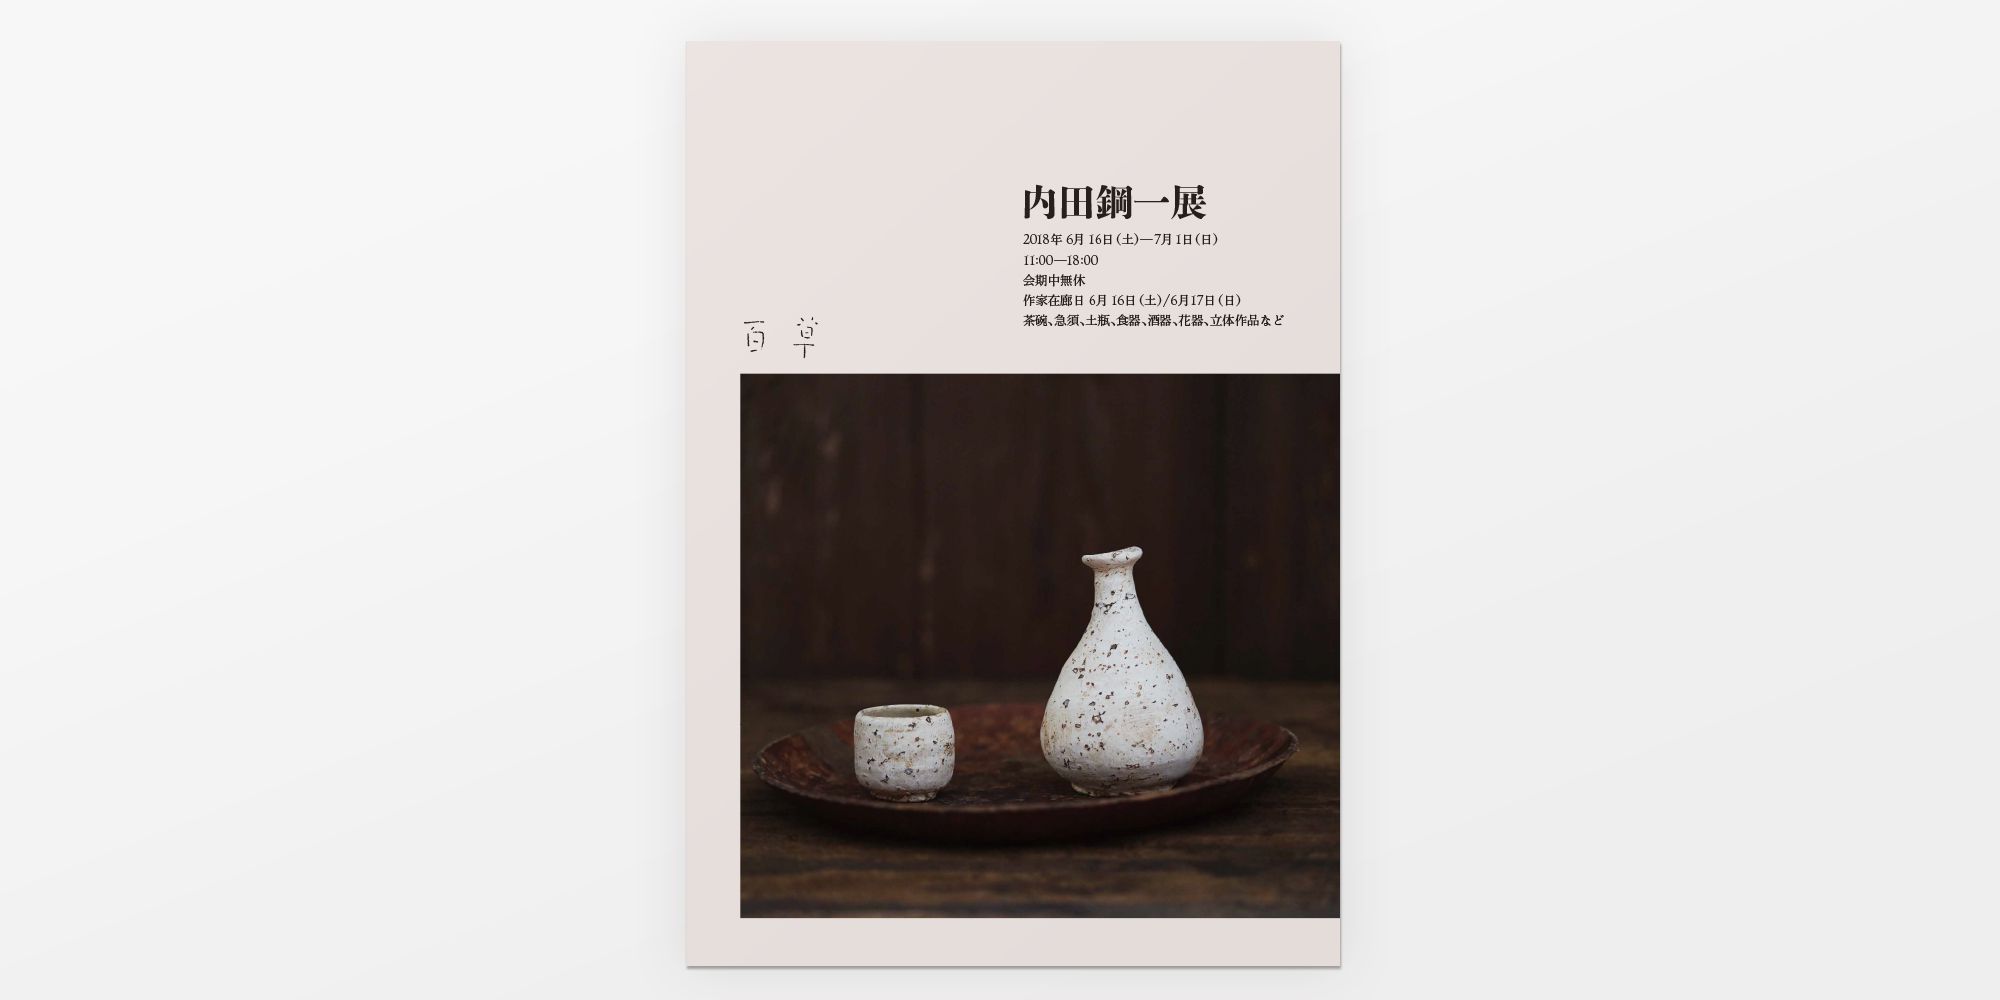 内田鋼一展
2018年 6月 16日（土）—7月 1日（日）
11:00—18:00
会期中無休
作家在廊日 6月 16日（土）/6月17日（日）
茶碗、急須、土瓶、食器、酒器、花器、立体作品など
百 草